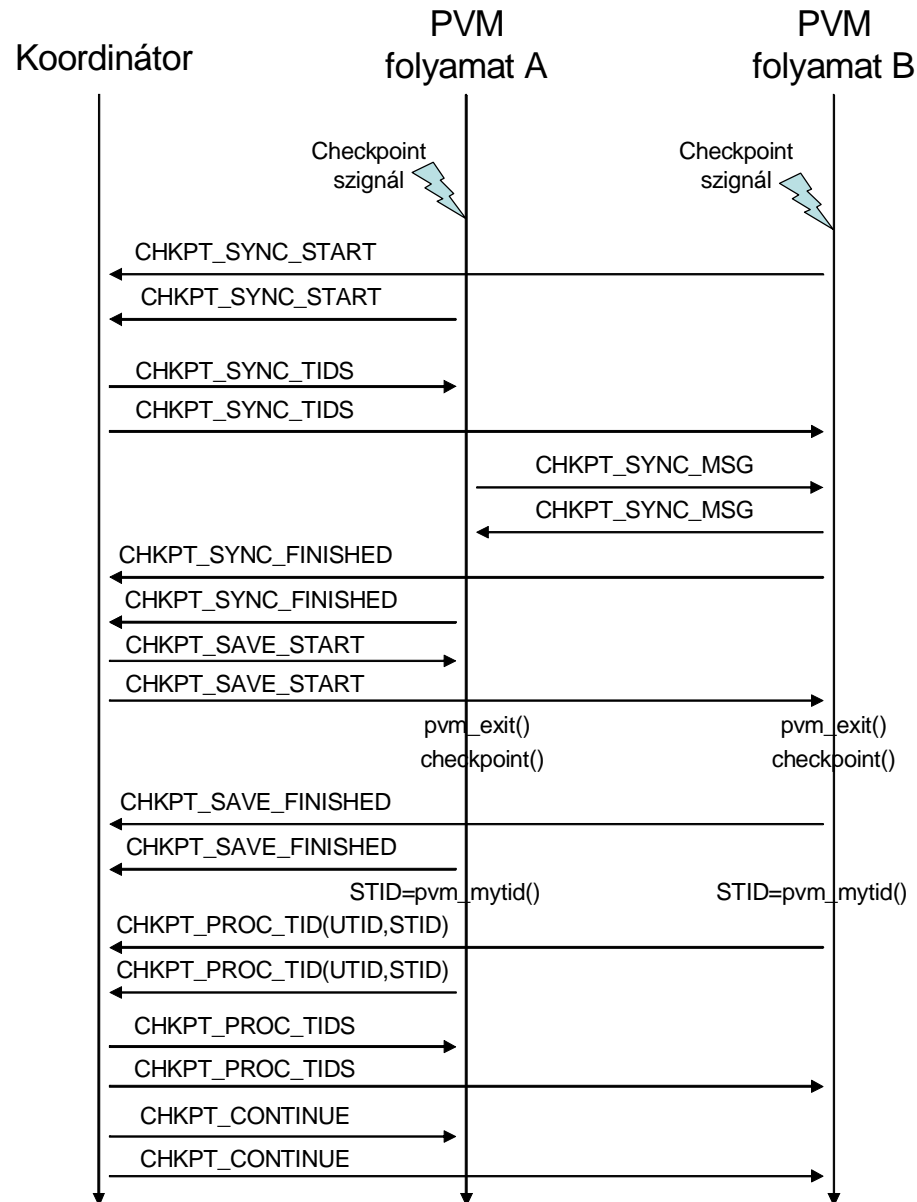 Koordinátor
PVM
folyamat A
PVM
folyamat B
Checkpoint
szignál
Checkpoint
szignál
CHKPT_SYNC_START
CHKPT_SYNC_START
CHKPT_SYNC_TIDS
CHKPT_SYNC_TIDS
CHKPT_SYNC_MSG
CHKPT_SYNC_MSG
CHKPT_SYNC_FINISHED
CHKPT_SYNC_FINISHED
CHKPT_SAVE_START
CHKPT_SAVE_START
pvm_exit()
checkpoint()
pvm_exit()
checkpoint()
CHKPT_SAVE_FINISHED
CHKPT_SAVE_FINISHED
STID=pvm_mytid()
STID=pvm_mytid()
CHKPT_PROC_TID(UTID,STID)
CHKPT_PROC_TID(UTID,STID)
CHKPT_PROC_TIDS
CHKPT_PROC_TIDS
CHKPT_CONTINUE
CHKPT_CONTINUE